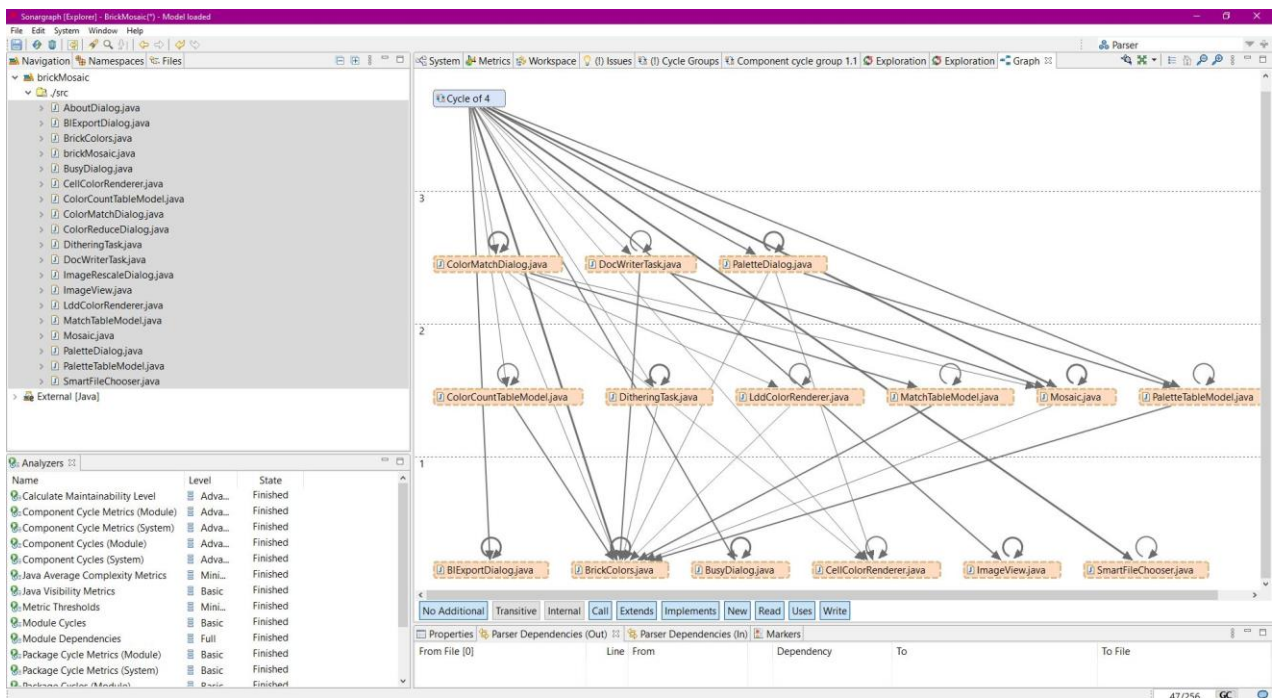 Sonargraph [Explorer] - BrickMosaic(*) - Model loaded
File Edit System Window Help
Parser
Navigation Namespaces Files
System Metrics Workspace (!) Issues (!) Cycle Groups Component cycle group 1.1 Exploration Exploration Graph
brickMosaic
./src
AboutDialog.java
BIExportDialog.java
BrickColors.java
brickMosaic.java
BusyDialog.java
CellColorRenderer.java
ColorCountTableModel.java
ColorMatchDialog.java
ColorReduceDialog.java
DitheringTask.java
DocWriterTask.java
ImageRescaleDialog.java
ImageView.java
LddColorRenderer.java
MatchTableModel.java
Mosaic.java
PaletteDialog.java
PaletteTableModel.java
SmartFileChooser.java
External [Java]
Cycle of 4
3
ColorMatchDialog.java DocWriterTask.java PaletteDialog.java
2
ColorCountTableModel.java DitheringTask.java LddColorRenderer.java MatchTableModel.java Mosaic.java PaletteTableModel.java
1
BIExportDialog.java BrickColors.java BusyDialog.java CellColorRenderer.java ImageView.java SmartFileChooser.java
No Additional Transitive Internal Call Extends Implements New Read Uses Write
Analyzers
Name Level State
Calculate Maintainability Level Adva... Finished
Component Cycle Metrics (Module) Adva... Finished
Component Cycle Metrics (System) Adva... Finished
Component Cycles (Module) Adva... Finished
Component Cycles (System) Adva... Finished
Java Average Complexity Metrics Mini... Finished
Java Visibility Metrics Basic Finished
Metric Thresholds Mini... Finished
Module Cycles Basic Finished
Module Dependencies Full Finished
Package Cycle Metrics (Module) Basic Finished
Package Cycle Metrics (System) Basic Finished
Package Cycles (Module) Basic Finished
Properties Parser Dependencies (Out) Parser Dependencies (In) Markers
From File [0] Line From Dependency To To File
47/256 GC